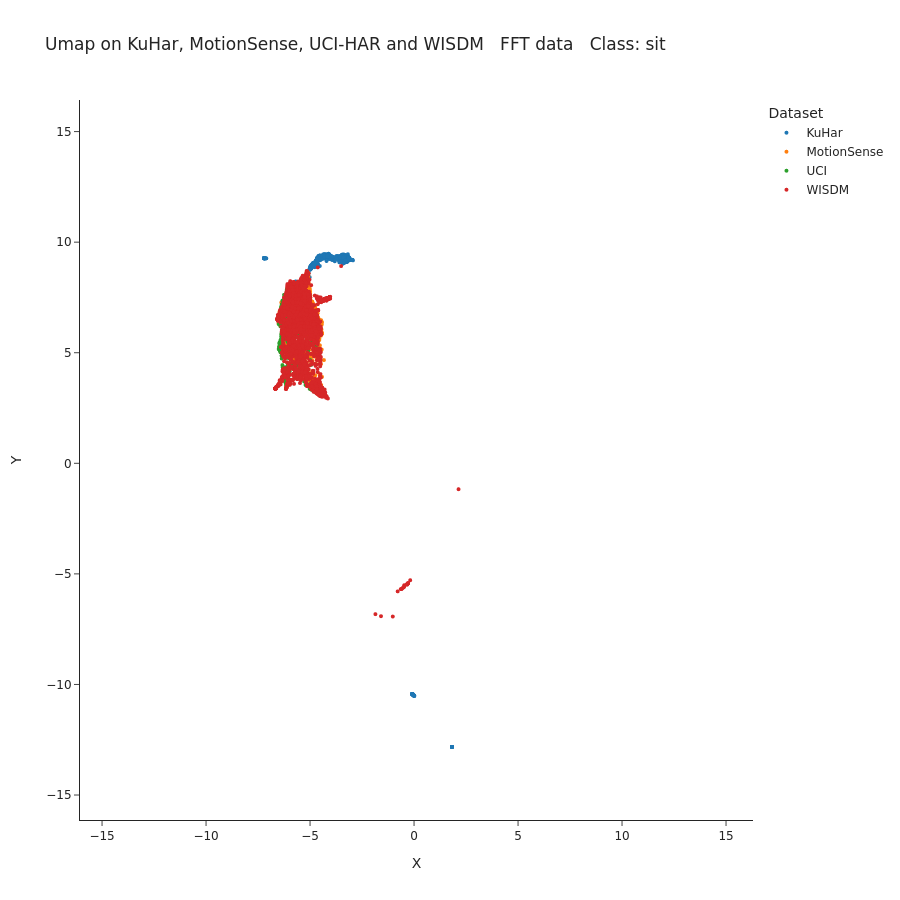 Umap on KuHar, MotionSense, UCI-HAR and WISDM   FFT data   Class: sit
Dataset
KuHar
MotionSense
UCI
WISDM
15
10
5
0
−5
−10
−15
Y
−15
−10
−5
0
5
10
15
X